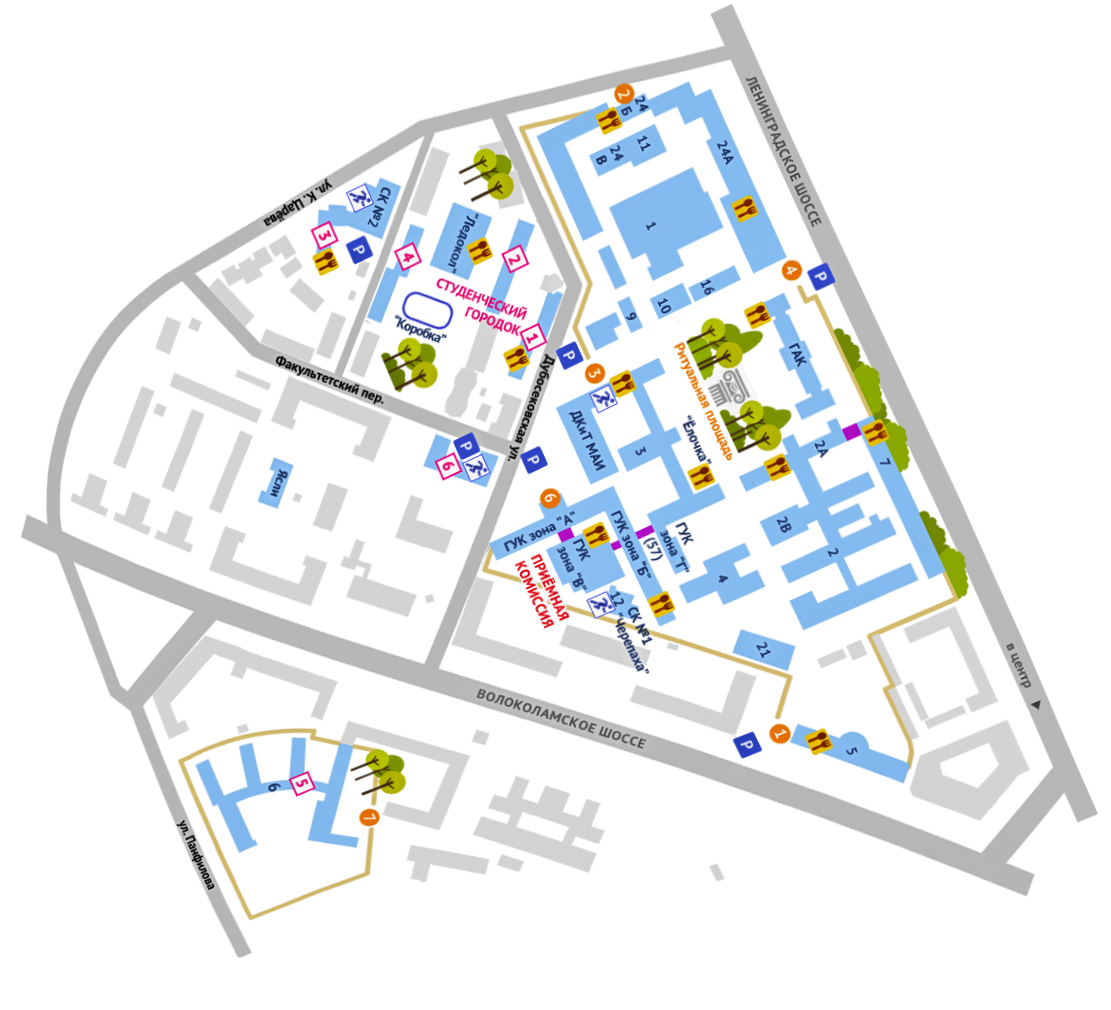 ЛЕНИНГРАДСКОЕ ШОССЕ
2
24
Б
24А
11
24
В
1
ул. К. Царёва
СК №2
3
P
4
"Ледокол"
2
СТУДЕНЧЕСКИЙ
ГОРОДОК
"Коробка"
1
4
P
16
10
9
P
3
ГАК
Ритуальная площадь
"Ёлочка"
Дубосековская ул.
Факультетский пер.
ДКиТ МАИ
3
2А
7
P
6
P
Ясли
6
ГУК зона "А"
ГУК
зона "В"
ГУК зона "Б"
(57)
ГУК
зона "Г"
2В
2
4
ПРИЁМНАЯ
КОМИССИЯ
12
СК №1
"Черепаха"
21
в центр
ВОЛОКОЛАМСКОЕ ШОССЕ
P
1
5
6
5
7
ул. Панфилова